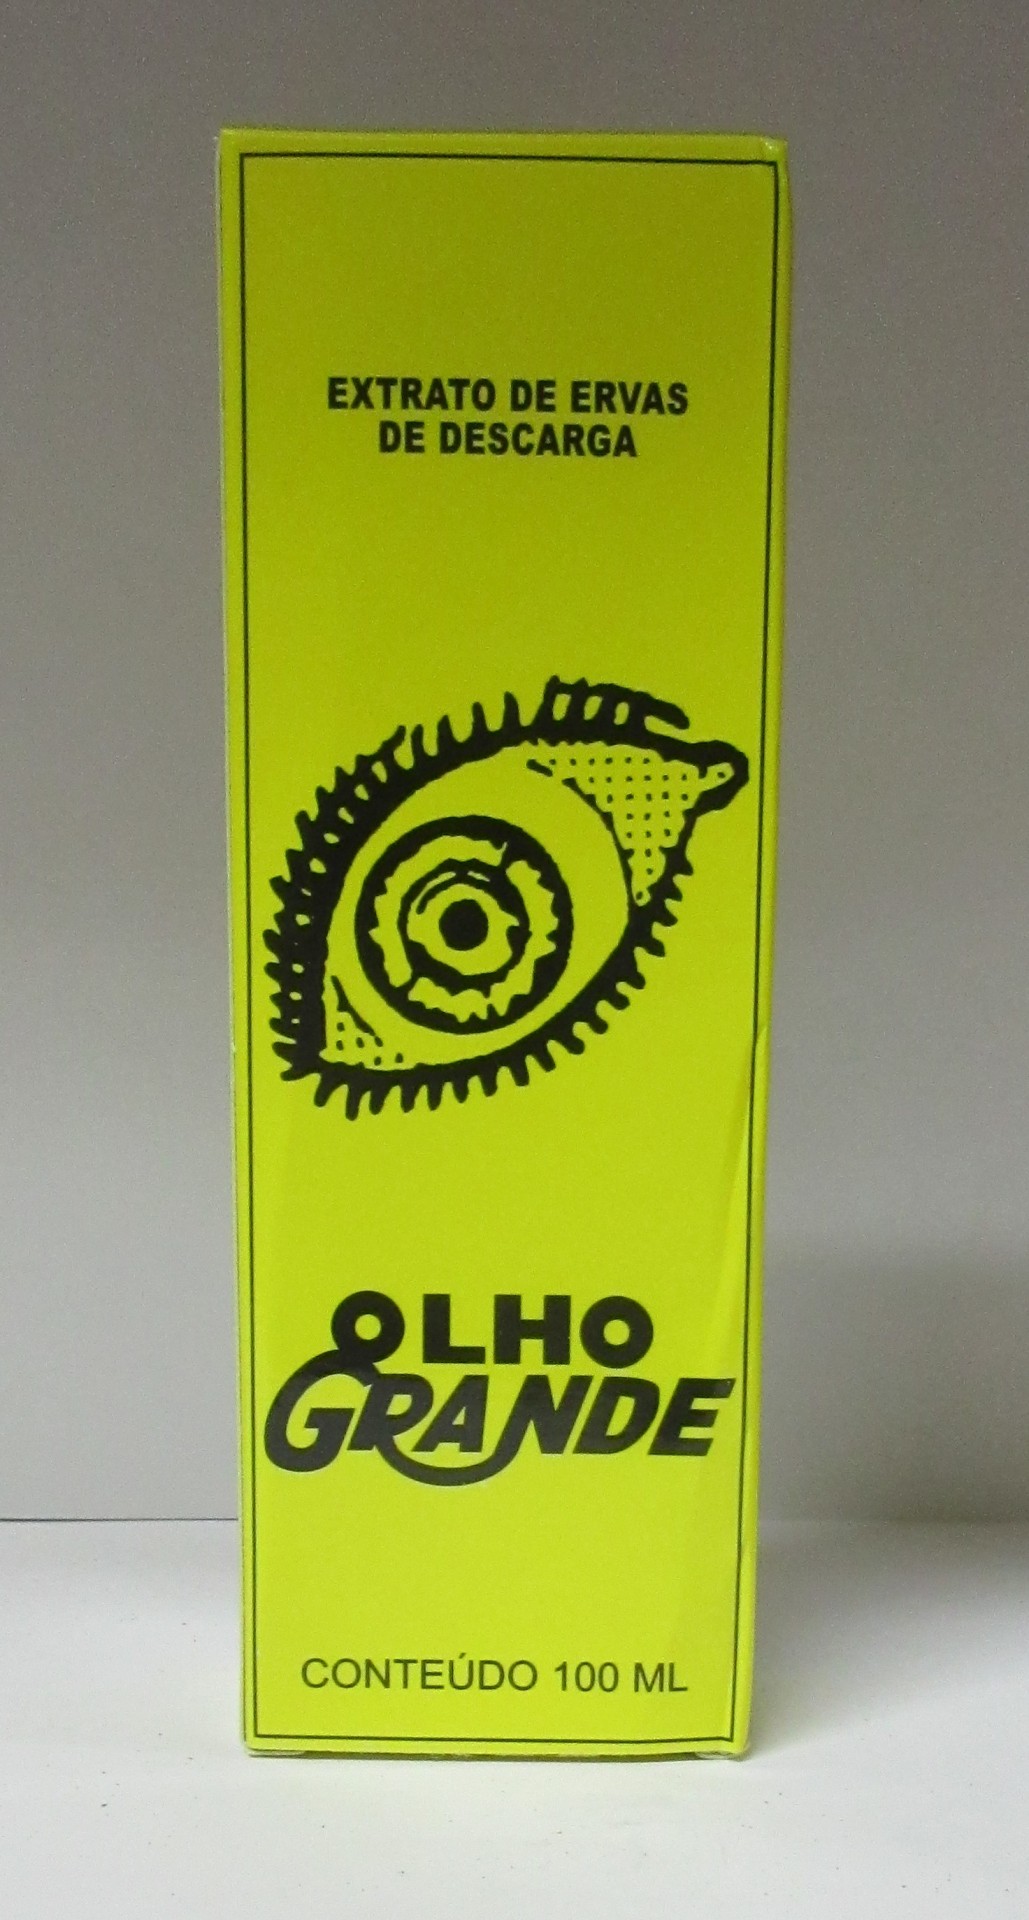 EXTRATO DE ERVAS
DE DESCARGA
OLHO
GRANDE
CONTEÚDO 100 ML